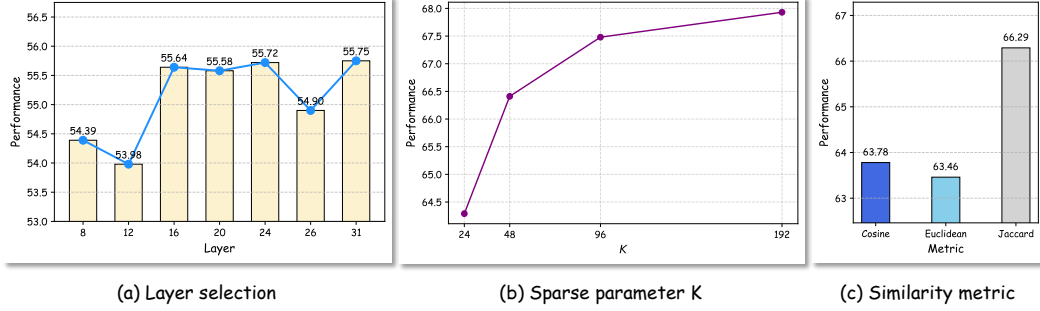 56.5
56.0
55.5
55.0
54.5
54.0
53.5
53.0
Performance
54.39
53.98
55.64
55.58
55.72
54.90
55.75
8 12 16 20 24 26 31
Layer
(a) Layer selection
68.0
67.5
67.0
66.5
66.0
65.5
65.0
64.5
Performance
24 48 96 192
K
(b) Sparse parameter K
67
66
65
64
63
Performance
63.78
63.46
66.29
Cosine Euclidean Jaccard
Metric
(c) Similarity metric